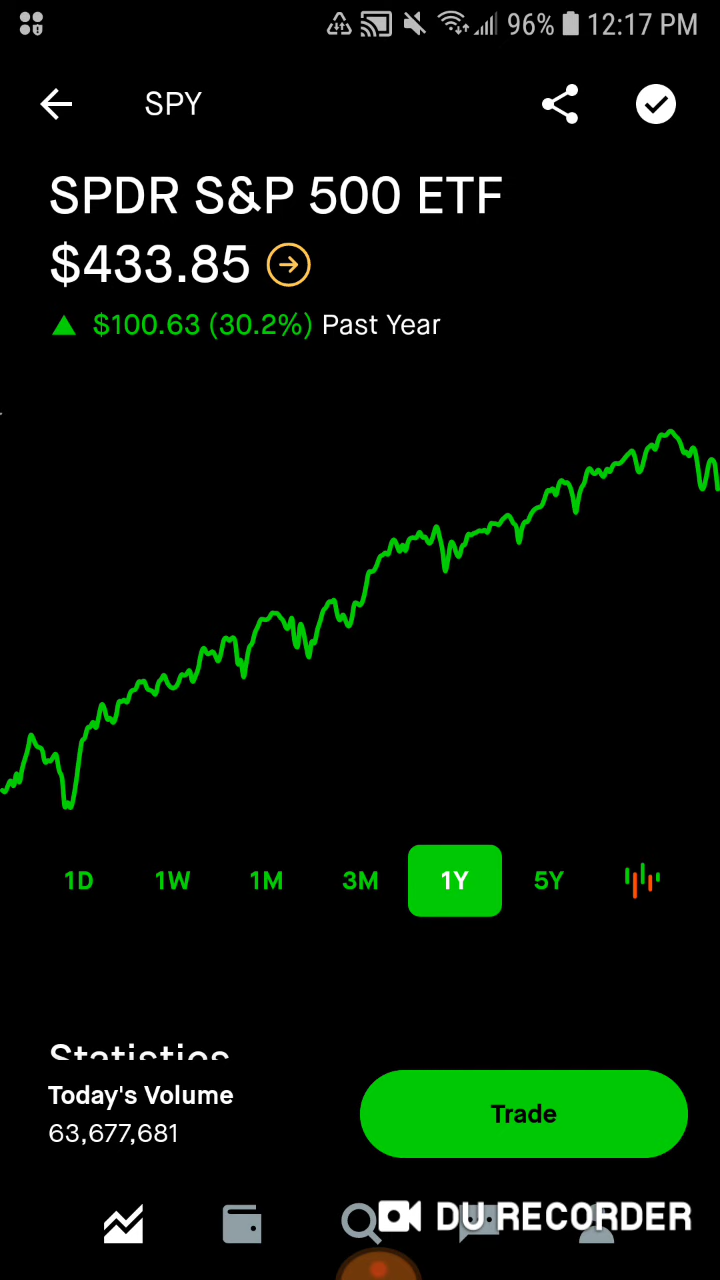 96% 12:17 PM
SPY
SPDR S&P 500 ETF
$433.85
$100.63 (30.2%) Past Year
1D 1W 1M 3M 1Y 5Y
Statistics
Today's Volume
63,677,681
Trade
DU RECORDER